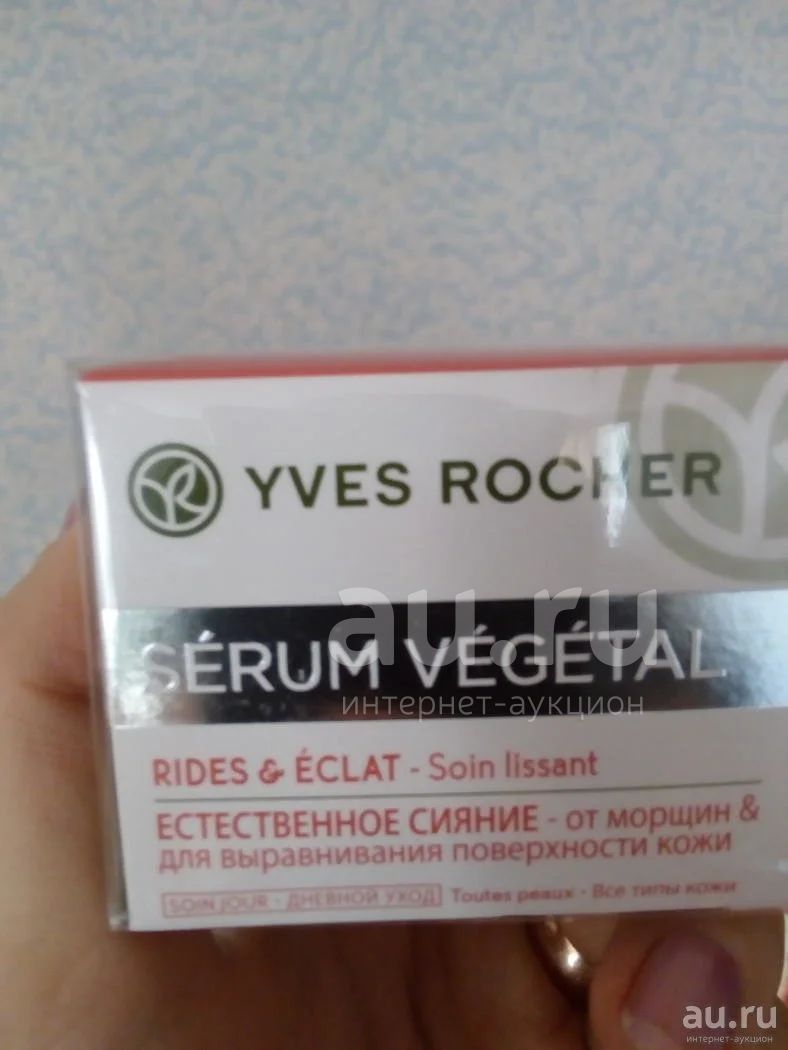 YVES ROCHER
SÉRUM VÉGÉTAL
au.ru
интернет-аукцион
RIDES & ÉCLAT - Soin lissant
ЕСТЕСТВЕННОЕ СИЯНИЕ - от морщин &
для выравнивания поверхности кожи
SOIN JOUR - ДНЕВНОЙ УХОД Toutes peaux - Все типы кожи
au.ru
интернет-аукцион